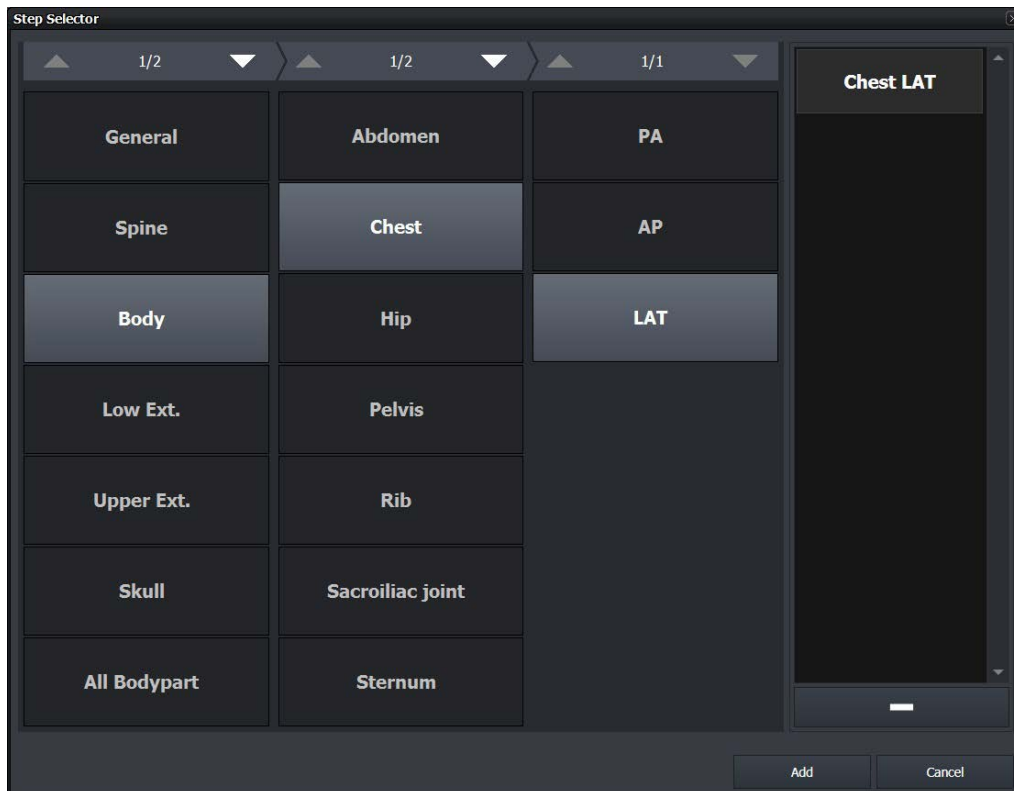 Step Selector
1/2
1/2
1/1
General
Abdomen
PA
Spine
Chest
AP
Body
Hip
LAT
Low Ext.
Pelvis
Upper Ext.
Rib
Skull
Sacroiliac joint
All Bodypart
Sternum
Chest LAT
Add
Cancel